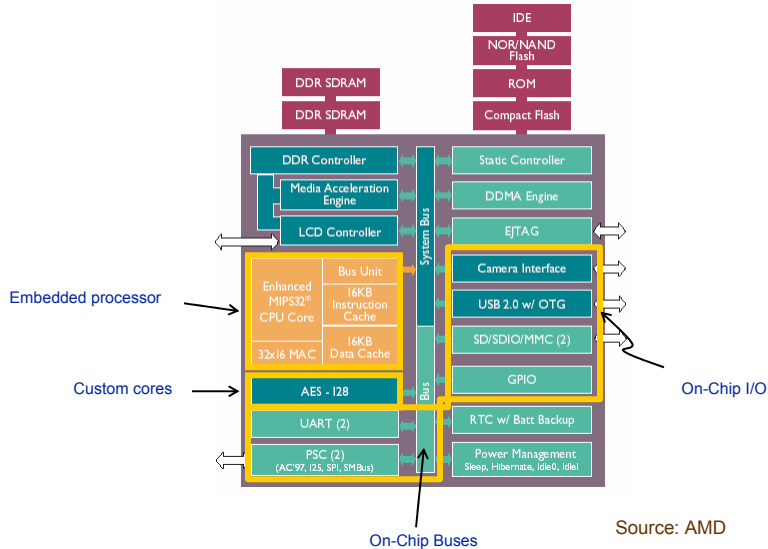 IDE
NOR/NAND
Flash
ROM
Compact Flash
DDR SDRAM
DDR SDRAM
DDR Controller
Media Acceleration
Engine
LCD Controller
System Bus
Static Controller
DDMA Engine
EJTAG
Embedded processor
Enhanced
MIPS32®
CPU Core
32x16 MAC
Bus Unit
16KB
Instruction
Cache
16KB
Data Cache
Camera Interface
USB 2.0 w/ OTG
SD/SDIO/MMC (2)
GPIO
On-Chip I/O
Custom cores
AES - 128
Bus
UART (2)
PSC (2)
(AC'97, I2S, SPI, SMBus)
RTC w/ Batt Backup
Power Management
Sleep, Hibernate, Idle0, Idle1
On-Chip Buses
Source: AMD